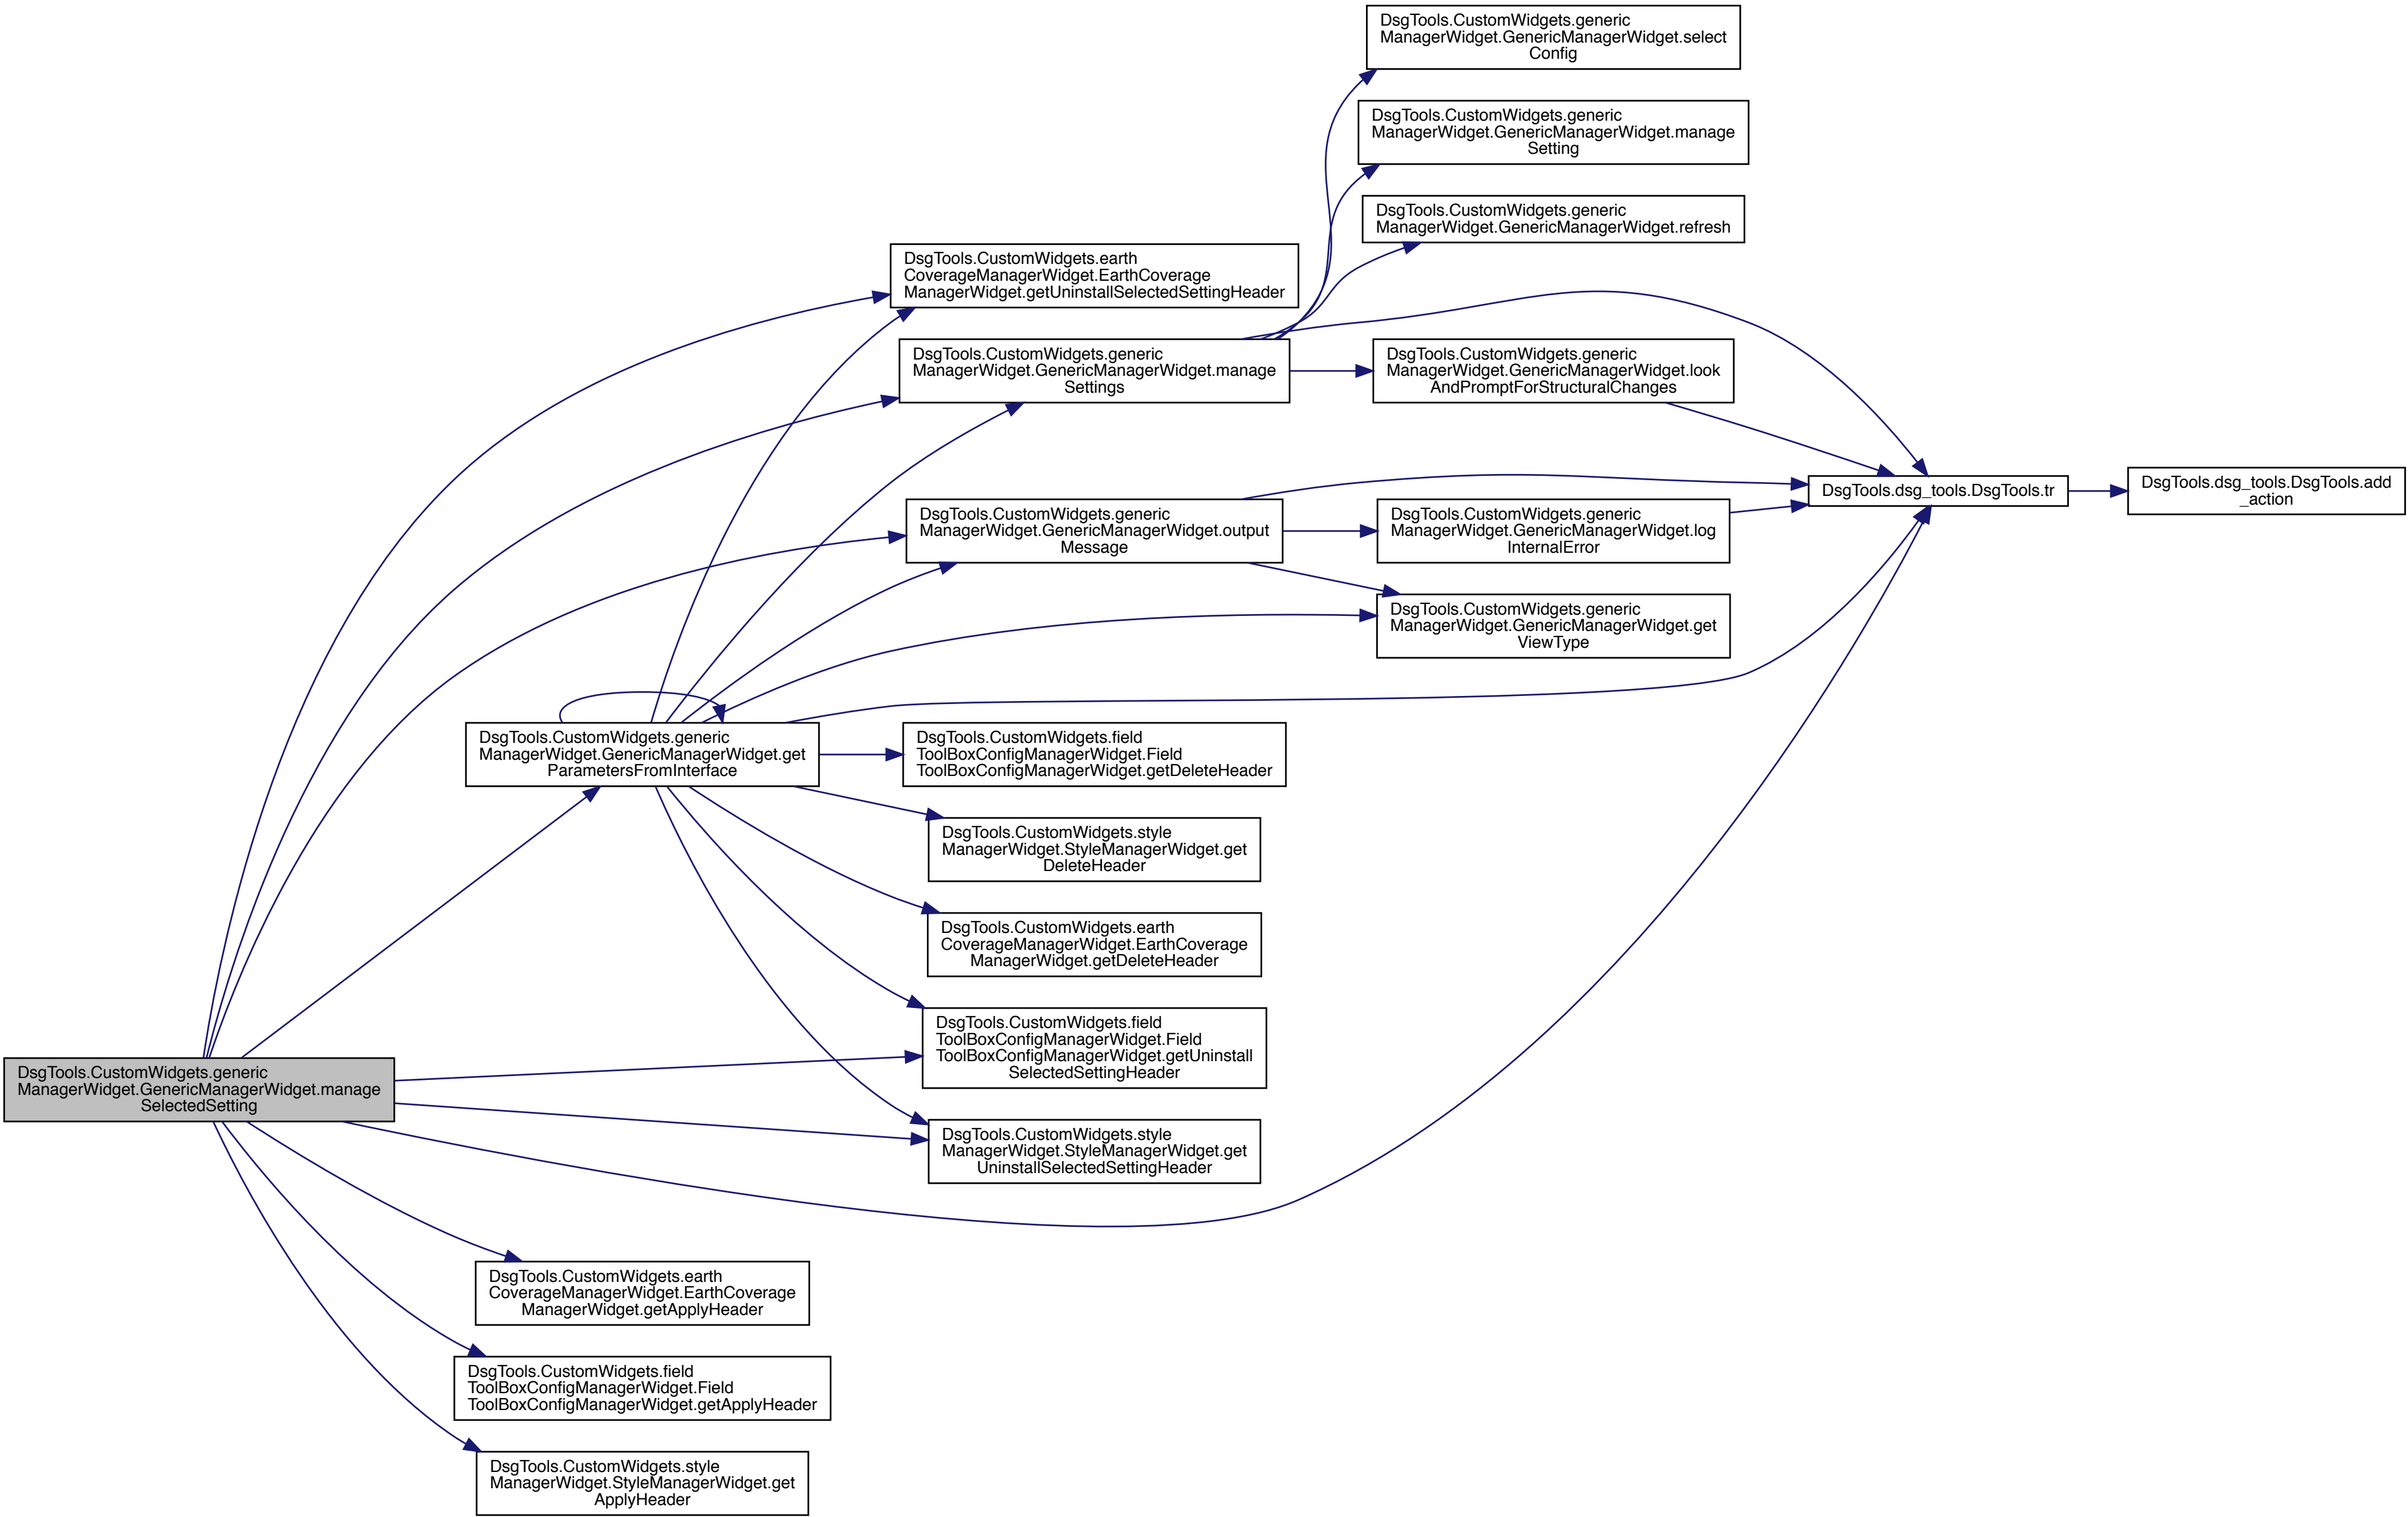 DsgTools.CustomWidgets.generic
ManagerWidget.GenericManagerWidget.select
Config
DsgTools.CustomWidgets.generic
ManagerWidget.GenericManagerWidget.manage
Setting
DsgTools.CustomWidgets.generic
ManagerWidget.GenericManagerWidget.refresh
DsgTools.CustomWidgets.earth
CoverageManagerWidget.EarthCoverage
ManagerWidget.getUninstallSelectedSettingHeader
DsgTools.CustomWidgets.generic
ManagerWidget.GenericManagerWidget.manage
Settings
DsgTools.CustomWidgets.generic
ManagerWidget.GenericManagerWidget.look
AndPromptForStructuralChanges
DsgTools.dsg_tools.DsgTools.tr
DsgTools.dsg_tools.DsgTools.add
_action
DsgTools.CustomWidgets.generic
ManagerWidget.GenericManagerWidget.output
Message
DsgTools.CustomWidgets.generic
ManagerWidget.GenericManagerWidget.log
InternalError
DsgTools.CustomWidgets.generic
ManagerWidget.GenericManagerWidget.get
ViewType
DsgTools.CustomWidgets.generic
ManagerWidget.GenericManagerWidget.get
ParametersFromInterface
DsgTools.CustomWidgets.field
ToolBoxConfigManagerWidget.Field
ToolBoxConfigManagerWidget.getDeleteHeader
DsgTools.CustomWidgets.style
ManagerWidget.StyleManagerWidget.get
DeleteHeader
DsgTools.CustomWidgets.earth
CoverageManagerWidget.EarthCoverage
ManagerWidget.getDeleteHeader
DsgTools.CustomWidgets.field
ToolBoxConfigManagerWidget.Field
ToolBoxConfigManagerWidget.getUninstall
SelectedSettingHeader
DsgTools.CustomWidgets.generic
ManagerWidget.GenericManagerWidget.manage
SelectedSetting
DsgTools.CustomWidgets.style
ManagerWidget.StyleManagerWidget.get
UninstallSelectedSettingHeader
DsgTools.CustomWidgets.earth
CoverageManagerWidget.EarthCoverage
ManagerWidget.getApplyHeader
DsgTools.CustomWidgets.field
ToolBoxConfigManagerWidget.Field
ToolBoxConfigManagerWidget.getApplyHeader
DsgTools.CustomWidgets.style
ManagerWidget.StyleManagerWidget.get
ApplyHeader